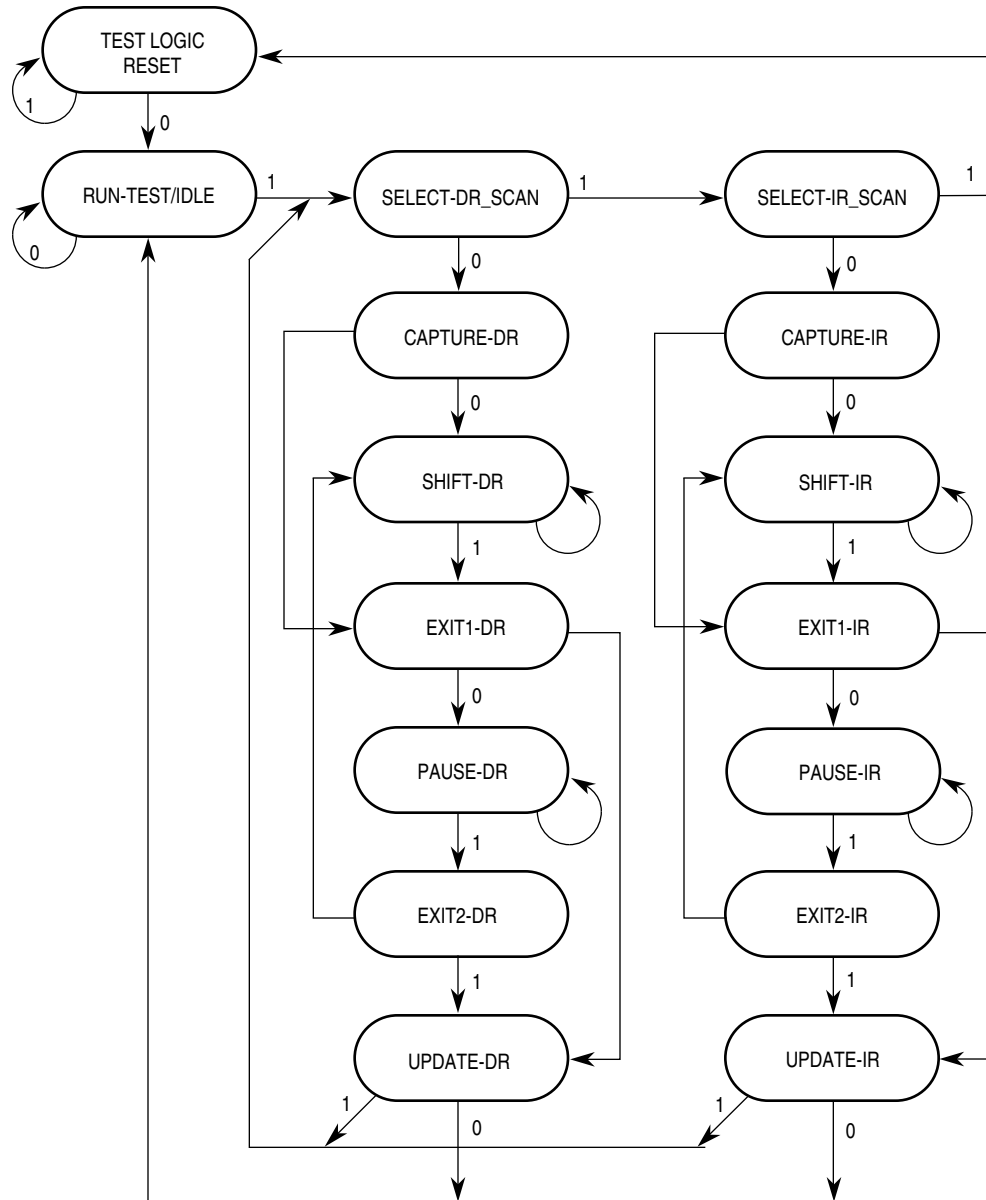 TEST LOGIC
RESET
1
0
RUN-TEST/IDLE
1
SELECT-DR_SCAN
1
SELECT-IR_SCAN
1
0
0
0
CAPTURE-DR
CAPTURE-IR
0
0
SHIFT-DR
SHIFT-IR
1
1
EXIT1-DR
EXIT1-IR
0
0
PAUSE-DR
PAUSE-IR
1
1
EXIT2-DR
EXIT2-IR
1
1
UPDATE-DR
UPDATE-IR
1
0
1
0